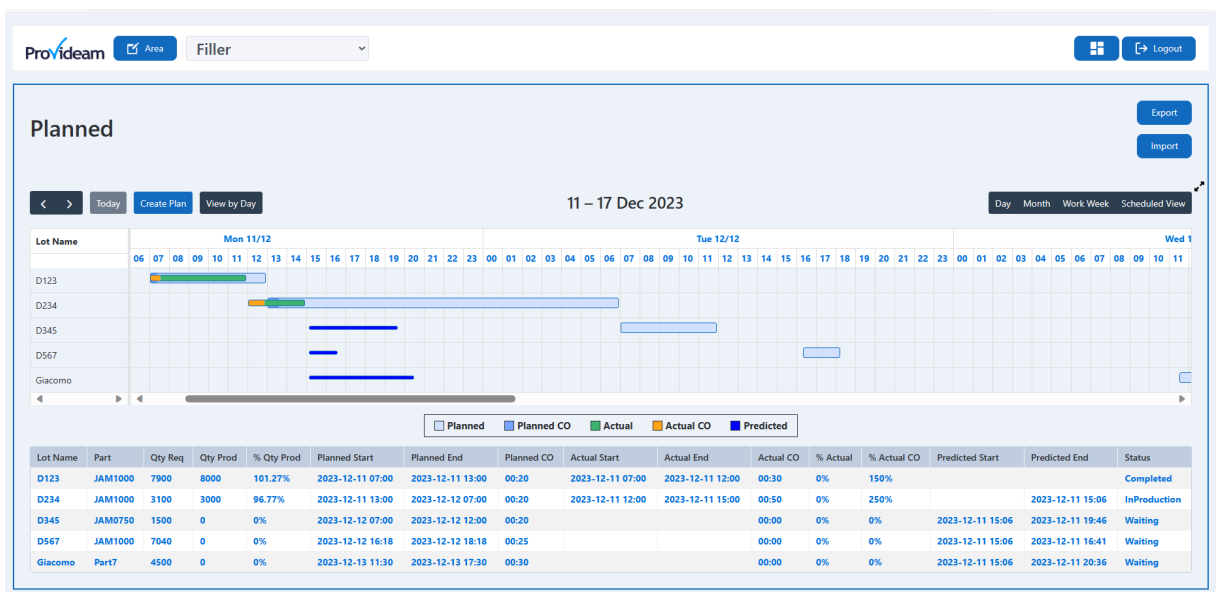 Provideam Area Filler Logout
Planned
Export
Import
Today Create Plan View by Day 11 – 17 Dec 2023 Day Month Work Week Scheduled View
Lot Name Mon 11/12 Tue 12/12 Wed 1
06 07 08 09 10 11 12 13 14 15 16 17 18 19 20 21 22 23 00 01 02 03 04 05 06 07 08 09 10 11 12 13 14 15 16 17 18 19 20 21 22 23 00 01 02 03 04 05 06 07 08 09 10 11
D123
D234
D345
D567
Giacomo
Planned Planned CO Actual Actual CO Predicted
Lot Name Part Qty Req Qty Prod % Qty Prod Planned Start Planned End Planned CO Actual Start Actual End Actual CO % Actual % Actual CO Predicted Start Predicted End Status
D123 JAM1000 7900 8000 101.27% 2023-12-11 07:00 2023-12-11 13:00 00:20 2023-12-11 07:00 2023-12-11 12:00 00:30 0% 150% Completed
D234 JAM1000 3100 3000 96.77% 2023-12-11 13:00 2023-12-12 07:00 00:20 2023-12-11 12:00 2023-12-11 15:00 00:50 0% 250% 2023-12-11 15:06 InProduction
D345 JAM0750 1500 0 0% 2023-12-12 07:00 2023-12-12 12:00 00:20 00:00 0% 0% 2023-12-11 15:06 2023-12-11 19:46 Waiting
D567 JAM1000 7040 0 0% 2023-12-12 16:18 2023-12-12 18:18 00:25 00:00 0% 0% 2023-12-11 15:06 2023-12-11 16:41 Waiting
Giacomo Part7 4500 0 0% 2023-12-13 11:30 2023-12-13 17:30 00:30 00:00 0% 0% 2023-12-11 15:06 2023-12-11 20:36 Waiting